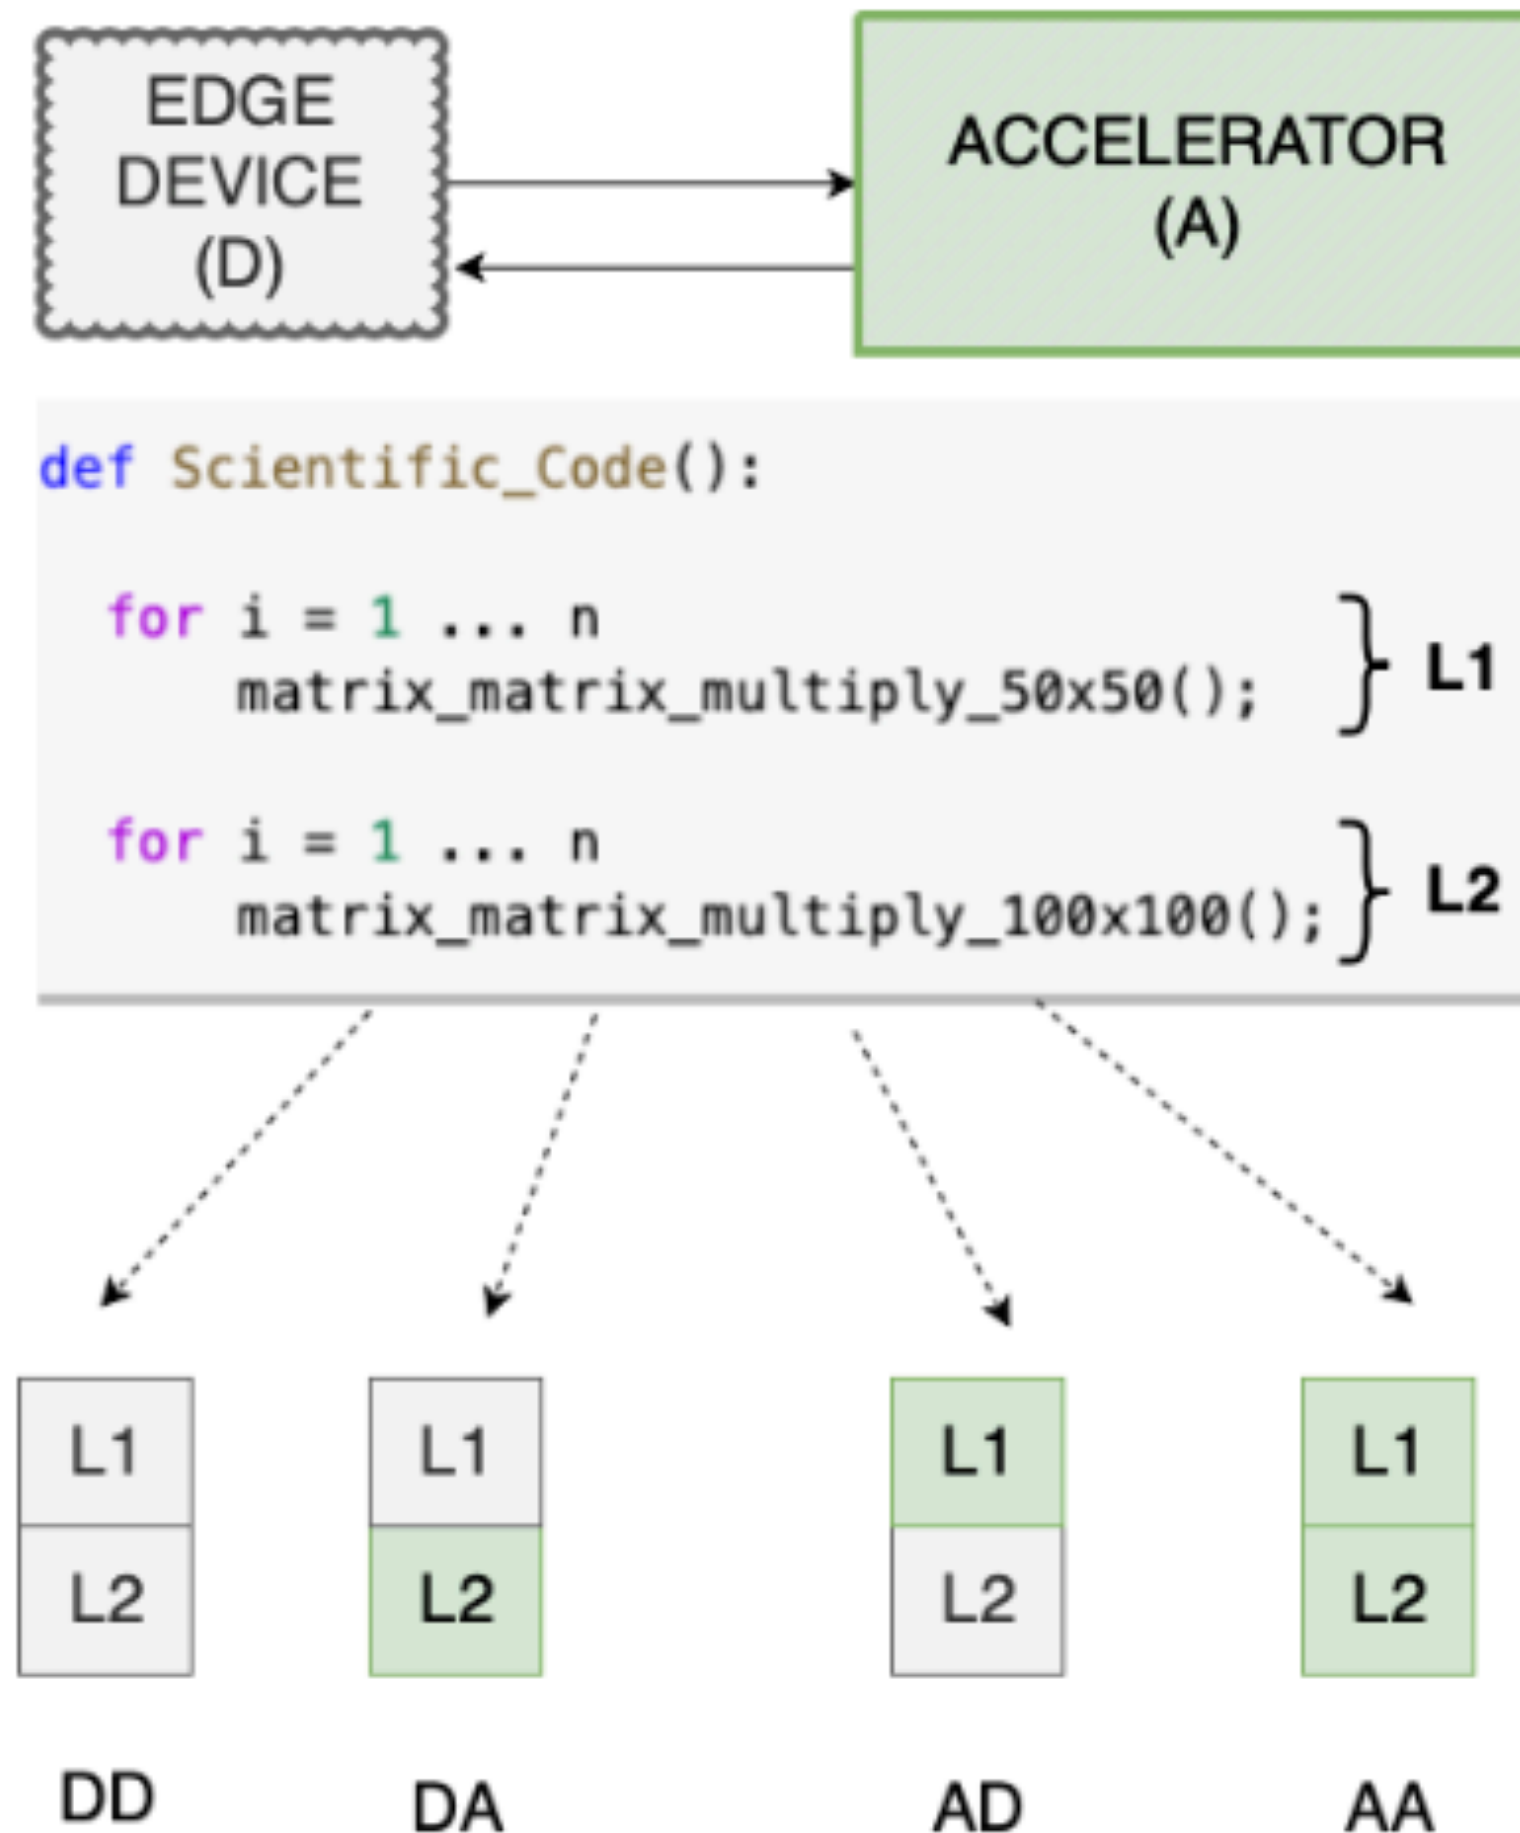 EDGE
DEVICE
(D)
ACCELERATOR
(A)
def Scientific_Code():
for i = 1 ... n
matrix_matrix_multiply_50x50();
L1
for i = 1 ... n
matrix_matrix_multiply_100x100();
L2
L1 L1 L1 L1
L2 L2 L2 L2
DD DA AD AA